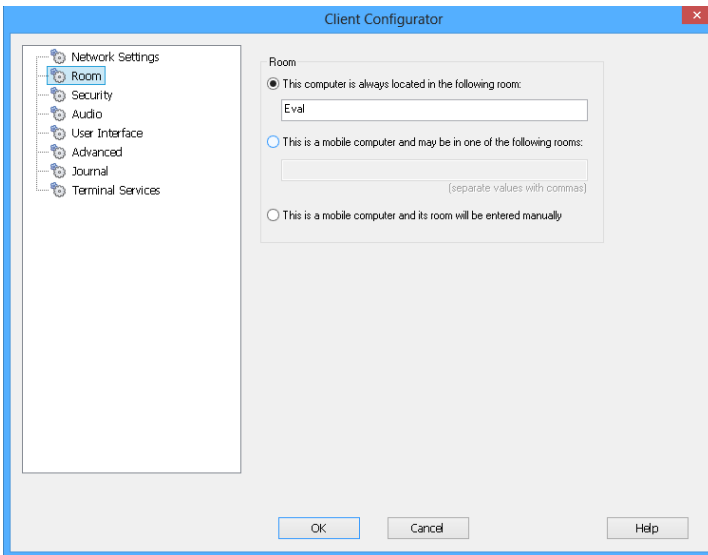 Client Configurator
Network Settings
Room
Security
Audio
User Interface
Advanced
Journal
Terminal Services
Room
This computer is always located in the following room:
Eval
This is a mobile computer and may be in one of the following rooms:
(separate values with commas)
This is a mobile computer and its room will be entered manually
OK
Cancel
Help